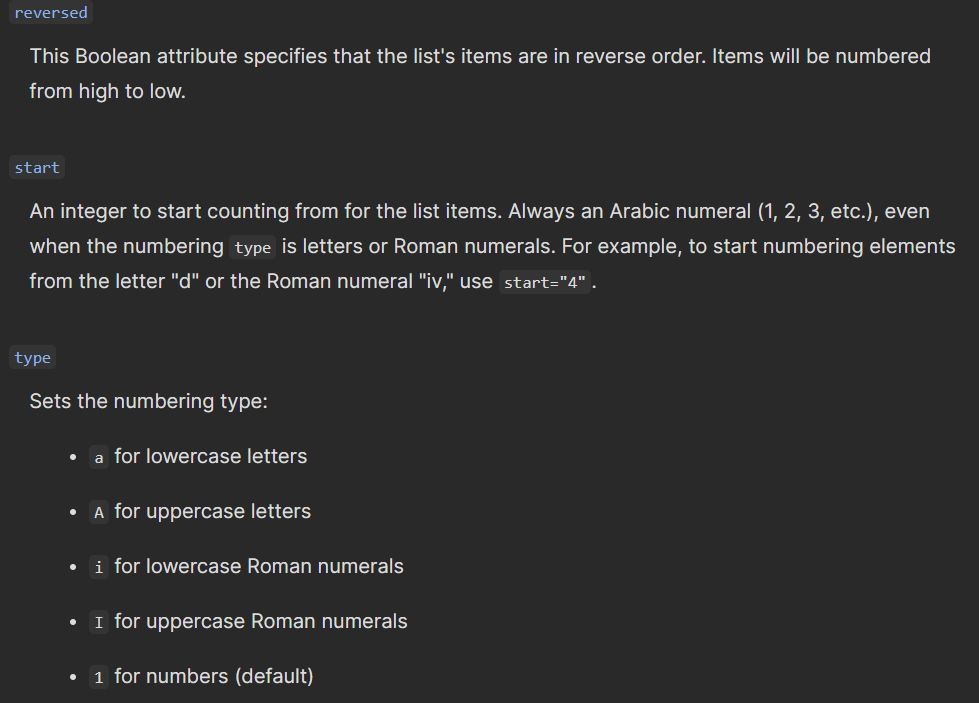 reversed
This Boolean attribute specifies that the list's items are in reverse order. Items will be numbered
from high to low.
start
An integer to start counting from for the list items. Always an Arabic numeral (1, 2, 3, etc.), even
when the numbering type is letters or Roman numerals. For example, to start numbering elements
from the letter "d" or the Roman numeral "iv," use start="4".
type
Sets the numbering type:
• a for lowercase letters
• A for uppercase letters
• i for lowercase Roman numerals
• I for uppercase Roman numerals
• 1 for numbers (default)